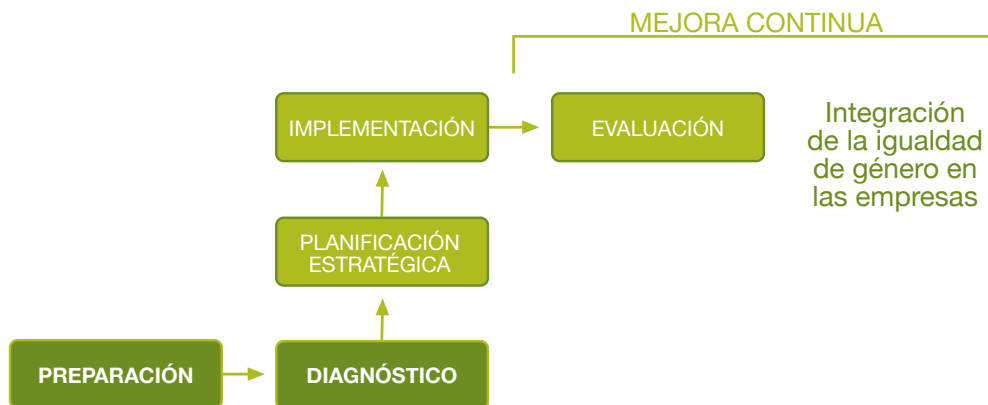 MEJORA CONTINUA
IMPLEMENTACIÓN
EVALUACIÓN
Integración
de la igualdad
de género en
las empresas
PLANIFICACIÓN
ESTRATÉGICA
PREPARACIÓN
DIAGNÓSTICO